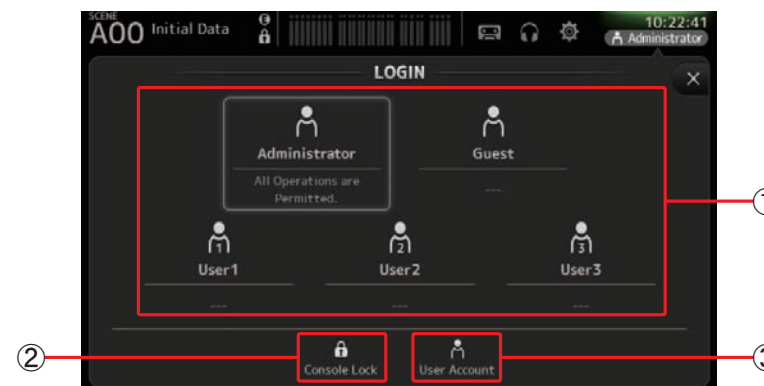 SCENE
A00 Initial Data
10:22:41
Administrator
LOGIN
Administrator
Guest
All Operations are
Permitted.
---
1
2
3
User1
User2
User3
---
---
---
②
Console Lock
User Account